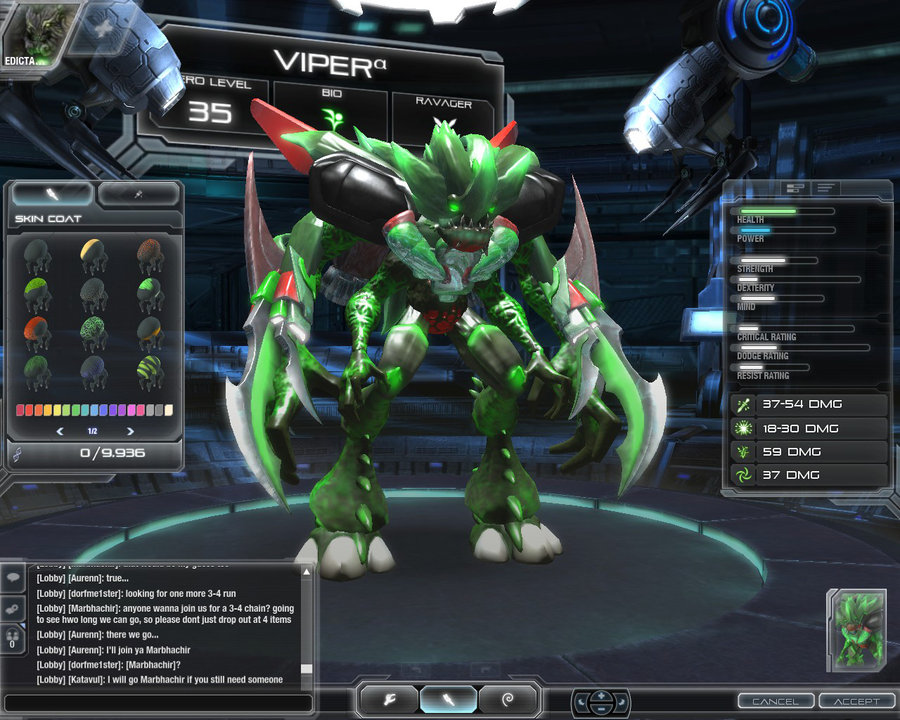 EDICTA...
VIPERα
ERO LEVEL
35
BIO
RAVAGER
SKIN COAT
1/2
0/9.936
HEALTH
POWER
STRENGTH
DEXTERITY
MIND
CRITICAL RATING
DODGE RATING
RESIST RATING
37-54 DMG
18-30 DMG
59 DMG
37 DMG
[Lobby] [Aurenn]: true...
[Lobby] [dorfme1ster]: looking for one more 3-4 run
[Lobby] [Marbhachir]: anyone wanna join us for a 3-4 chain? going
to see hwo long we can go, so please dont just drop out at 4 items
[Lobby] [Aurenn]: there we go...
[Lobby] [Aurenn]: I'll join ya Marbhachir
[Lobby] [dorfme1ster]: [Marbhachir]?
[Lobby] [Katavul]: I will go Marbhachir if you still need someone
0
CANCEL
ACCEPT